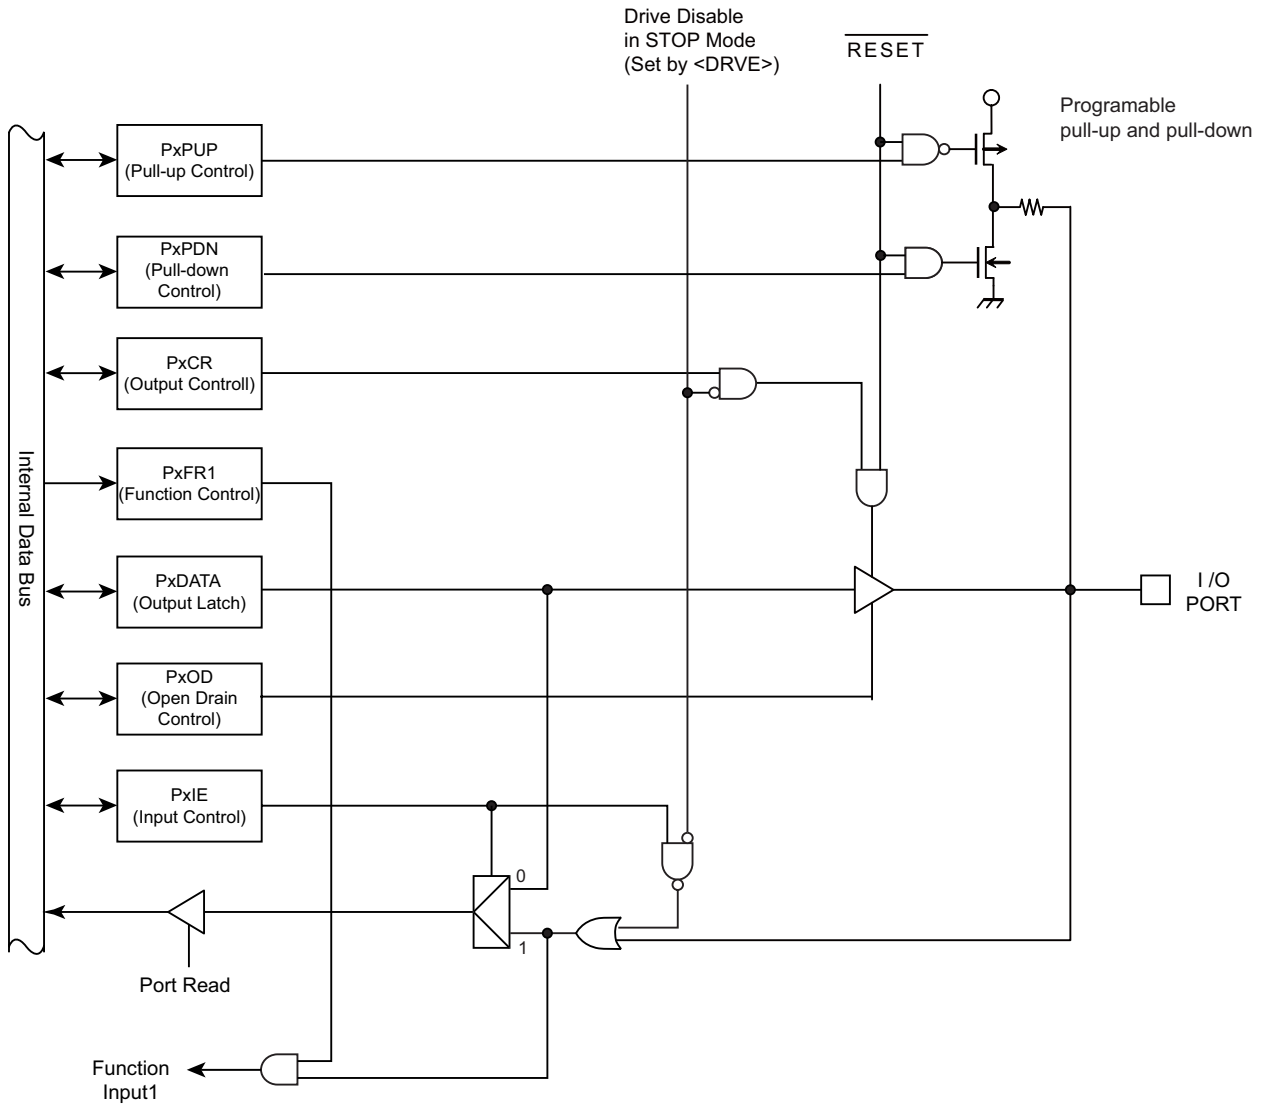 Drive Disable
in STOP Mode
(Set by <DRVE>)
RESET
Programable
pull-up and pull-down
PxPUP
(Pull-up Control)
PxPDN
(Pull-down
Control)
PxCR
(Output Controll)
PxFR1
(Function Control)
Internal Data Bus
PxDATA
(Output Latch)
I /O
PORT
PxOD
(Open Drain
Control)
PxIE
(Input Control)
0
1
Port Read
Function
Input1